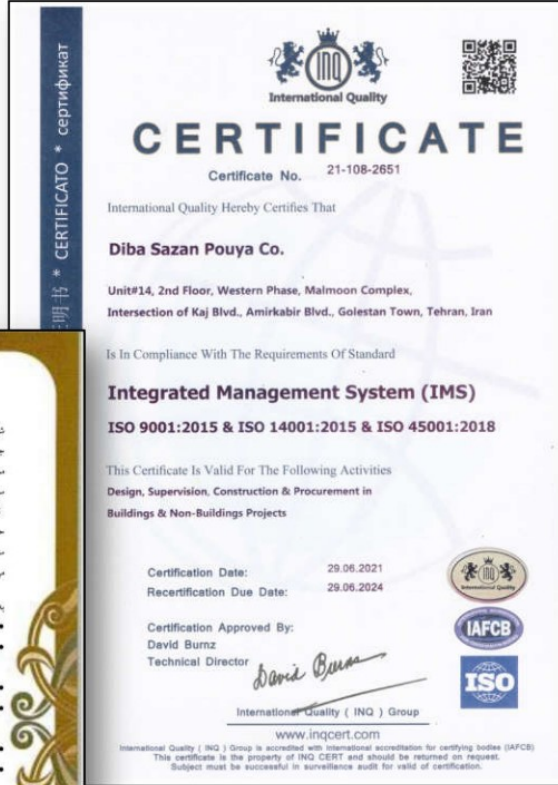 INQ
International Quality
CERTIFICATE
Certificate No. 21-108-2651
International Quality Hereby Certifies That
Diba Sazan Pouya Co.
Unit#14, 2nd Floor, Western Phase, Malmoon Complex,
Intersection of Kaj Blvd., Amirkabir Blvd., Golestan Town, Tehran, Iran
Is In Compliance With The Requirements Of Standard
Integrated Management System (IMS)
ISO 9001:2015 & ISO 14001:2015 & ISO 45001:2018
This Certificate Is Valid For The Following Activities
Design, Supervision, Construction & Procurement in
Buildings & Non-Buildings Projects
Certification Date: 29.06.2021
Recertification Due Date: 29.06.2024
Certification Approved By:
David Burnz
Technical Director
David Burnz
International Quality ( INQ ) Group
www.inqcert.com
International Quality ( INQ ) Group is accredited with international accreditation for certifying bodies (IAFCB)
This certificate is the property of INQ CERT and should be returned on request.
Subject must be successful in surveillance audit for valid of certification.
INQ
International Quality
IAFCB
ISO
明书 * CERTIFICATO * сертификат